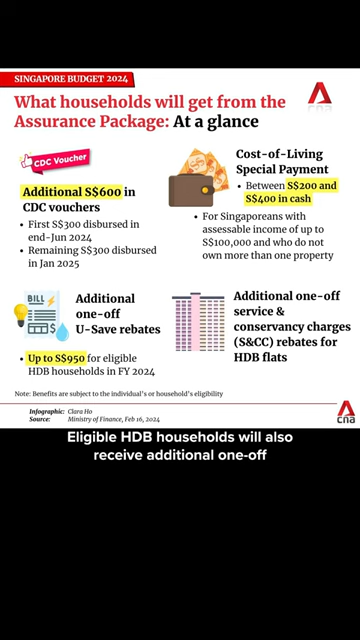 SINGAPORE BUDGET 2024
What households will get from the
Assurance Package: At a glance
CDC Voucher
Additional S$600 in
CDC vouchers
• First S$300 disbursed in
end-Jun 2024
• Remaining S$300 disbursed
in Jan 2025
Cost-of-Living
Special Payment
• Between S$200 and
S$400 in cash
• For Singaporeans with
assessable income of up to
S$100,000 and who do not
own more than one property
BILL
Additional
one-off
U-Save rebates
• Up to S$950 for eligible
HDB households in FY 2024
Additional one-off
service &
conservancy charges
(S&CC) rebates for
HDB flats
Note: Benefits are subject to the individual's or household's eligibility
Infographic: Clara Ho
Source: Ministry of Finance, Feb 16, 2024
cna
Eligible HDB households will also
receive additional one-off